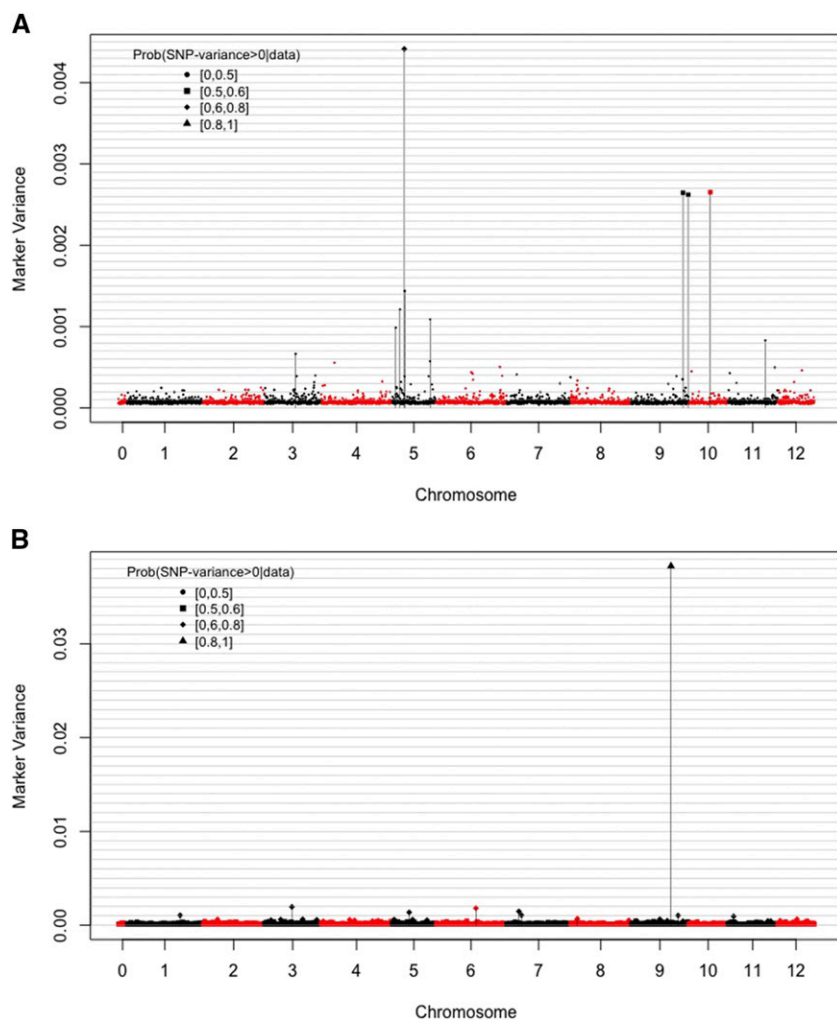 A
Prob(SNP-variance>0|data)
[0,0.5]
[0.5,0.6]
[0,6,0.8]
[0.8,1]
Marker Variance
0.004
0.003
0.002
0.001
0.000
0 1 2 3 4 5 6 7 8 9 10 11 12
Chromosome
B
Prob(SNP-variance>0|data)
[0,0.5]
[0.5,0.6]
[0,6,0.8]
[0.8,1]
Marker Variance
0.03
0.02
0.01
0.00
0 1 2 3 4 5 6 7 8 9 10 11 12
Chromosome